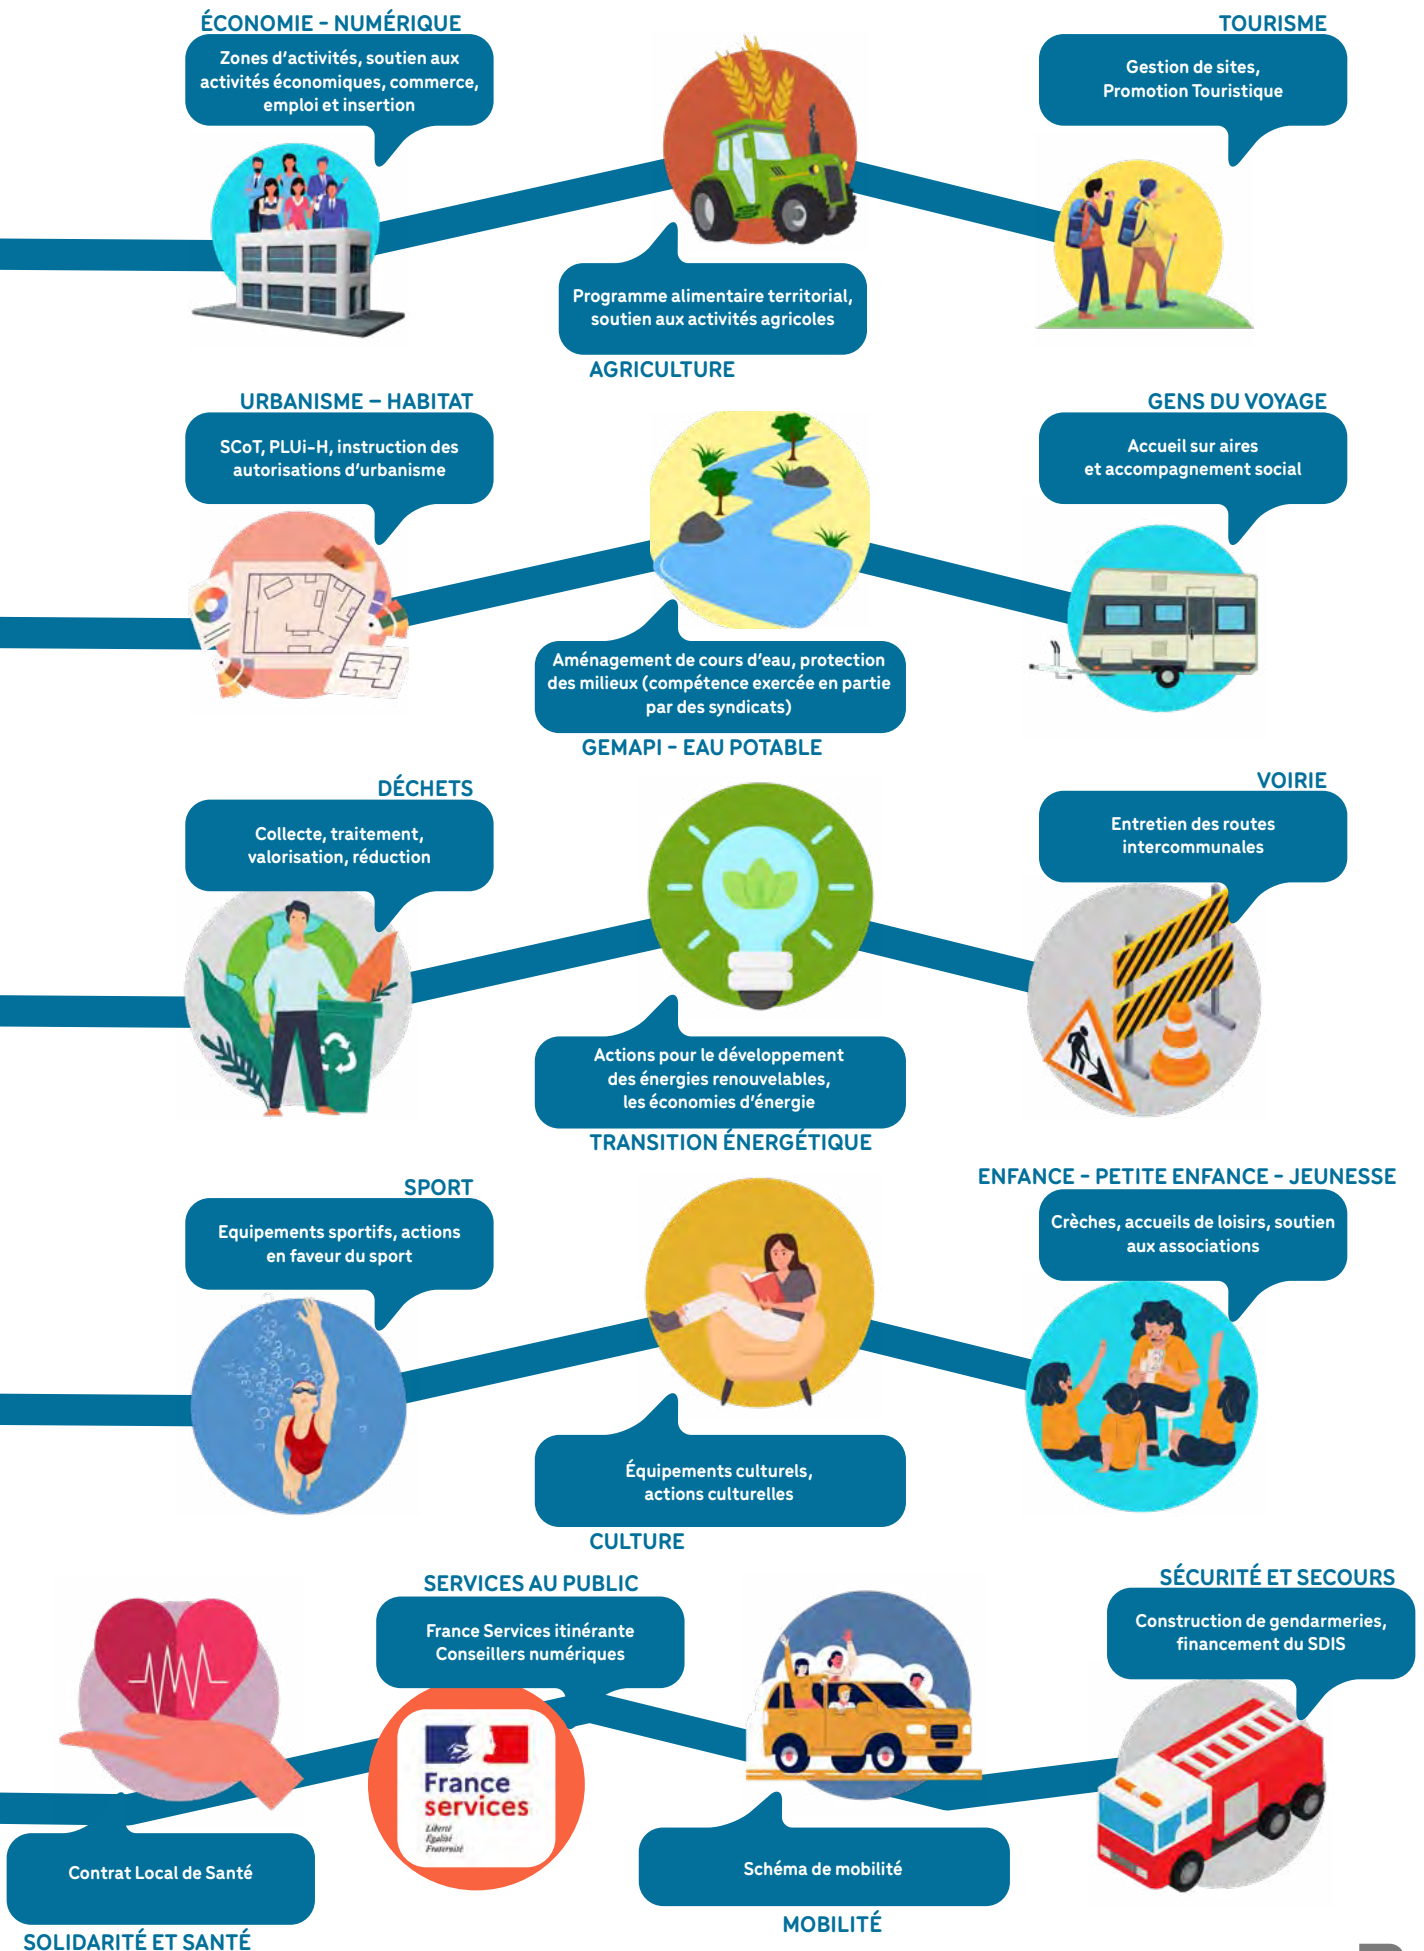 ÉCONOMIE - NUMÉRIQUE
Zones d'activités, soutien aux
activités économiques, commerce,
emploi et insertion
TOURISME
Gestion de sites,
Promotion Touristique
Programme alimentaire territorial,
soutien aux activités agricoles
AGRICULTURE
URBANISME – HABITAT
SCoT, PLUi-H, instruction des
autorisations d'urbanisme
GENS DU VOYAGE
Accueil sur aires
et accompagnement social
Aménagement de cours d'eau, protection
des milieux (compétence exercée en partie
par des syndicats)
GEMAPI - EAU POTABLE
DÉCHETS
Collecte, traitement,
valorisation, réduction
VOIRIE
Entretien des routes
intercommunales
Actions pour le développement
des énergies renouvelables,
les économies d'énergie
TRANSITION ÉNERGÉTIQUE
SPORT
Equipements sportifs, actions
en faveur du sport
ENFANCE - PETITE ENFANCE - JEUNESSE
Crèches, accueils de loisirs, soutien
aux associations
Équipements culturels,
actions culturelles
CULTURE
SERVICES AU PUBLIC
France Services itinérante
Conseillers numériques
France
services
Liberté
Égalité
Fraternité
SÉCURITÉ ET SECOURS
Construction de gendarmeries,
financement du SDIS
Contrat Local de Santé
SOLIDARITÉ ET SANTÉ
Schéma de mobilité
MOBILITÉ